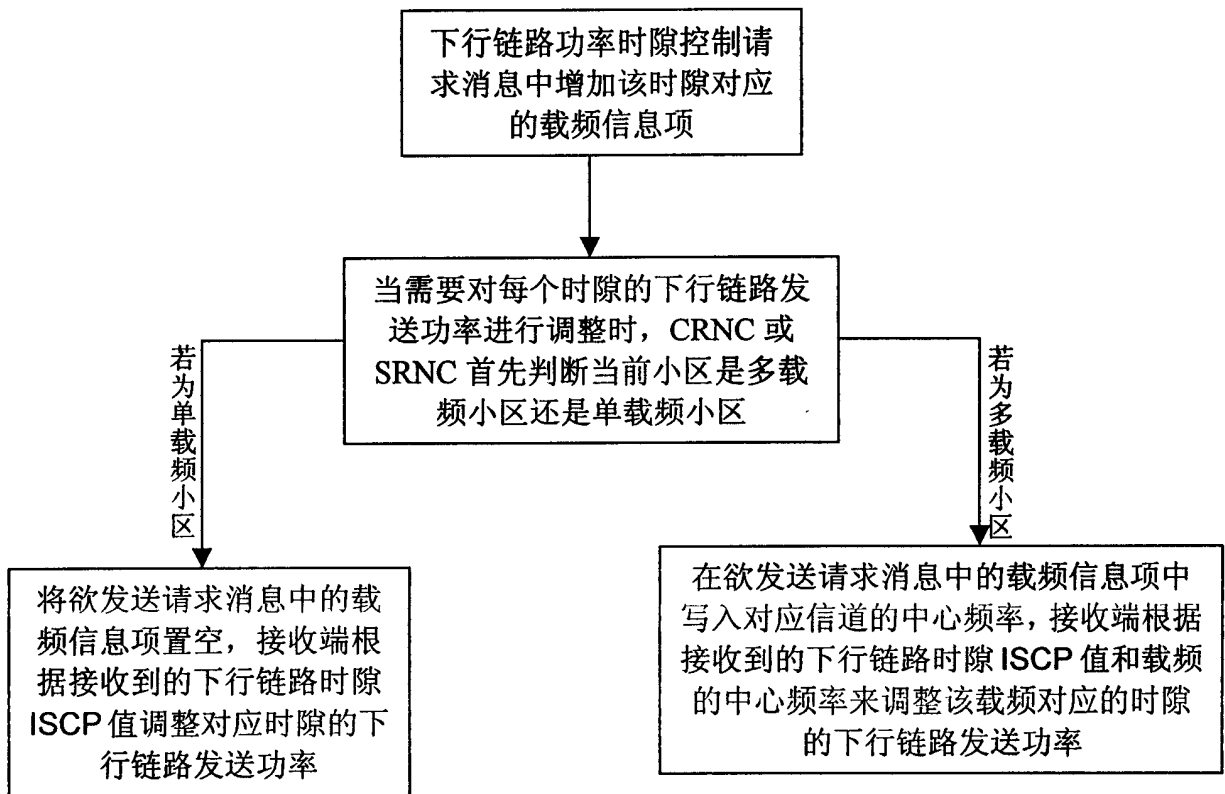 下行链路功率时隙控制请
求消息中增加该时隙对应
的载频信息项
当需要对每个时隙的下行链路发
送功率进行调整时，CRNC 或
SRNC 首先判断当前小区是多载
频小区还是单载频小区
若为单载频小区
若为多载频小区
将欲发送请求消息中的载
频信息项置空，接收端根
据接收到的下行链路时隙
ISCP 值调整对应时隙的下
行链路发送功率
在欲发送请求消息中的载频信息项中
写入对应信道的中心频率，接收端根据
接收到的下行链路时隙 ISCP 值和载频
的中心频率来调整该载频对应的时隙
的下行链路发送功率